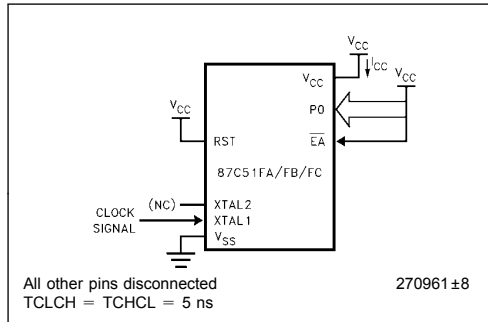 VCC
ICC
VCC
VCC
P0
VCC
RST
EA
87C51FA/FB/FC
(NC)
XTAL2
CLOCK
SIGNAL
XTAL1
VSS
All other pins disconnected
TCLCH = TCHCL = 5 ns
270961±8